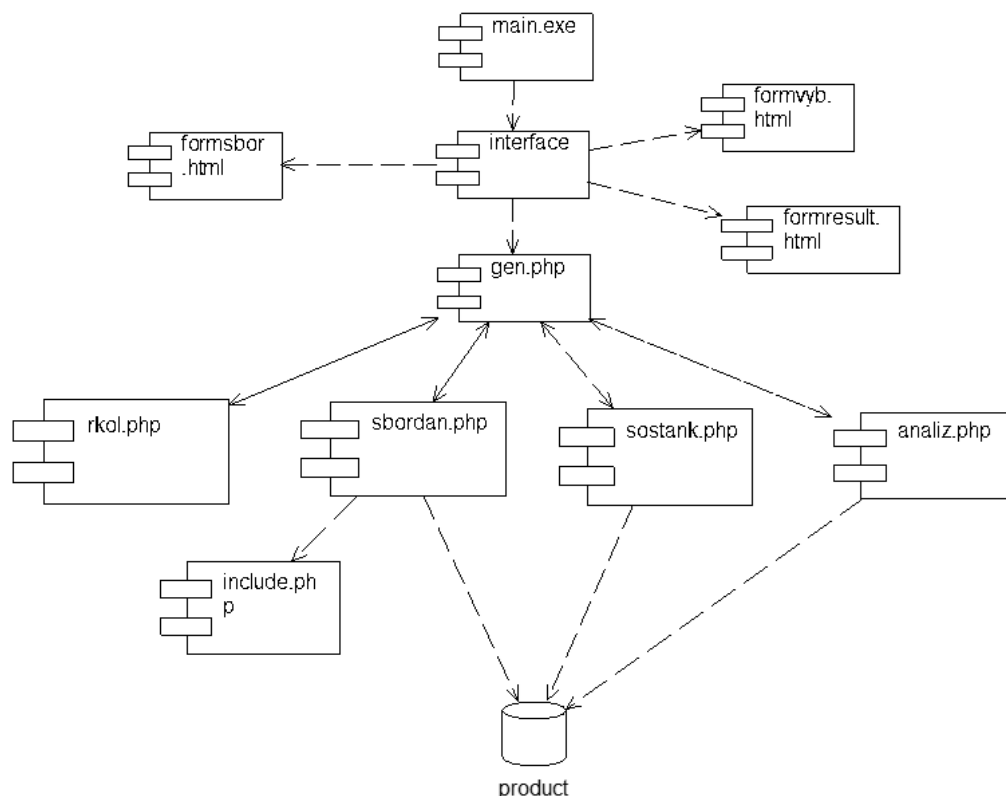 main.exe
formvyb.
html
formsbor
.html
interface
formresult.
html
gen.php
rkol.php
sbordan.php
sostank.php
analiz.php
include.ph
p
product